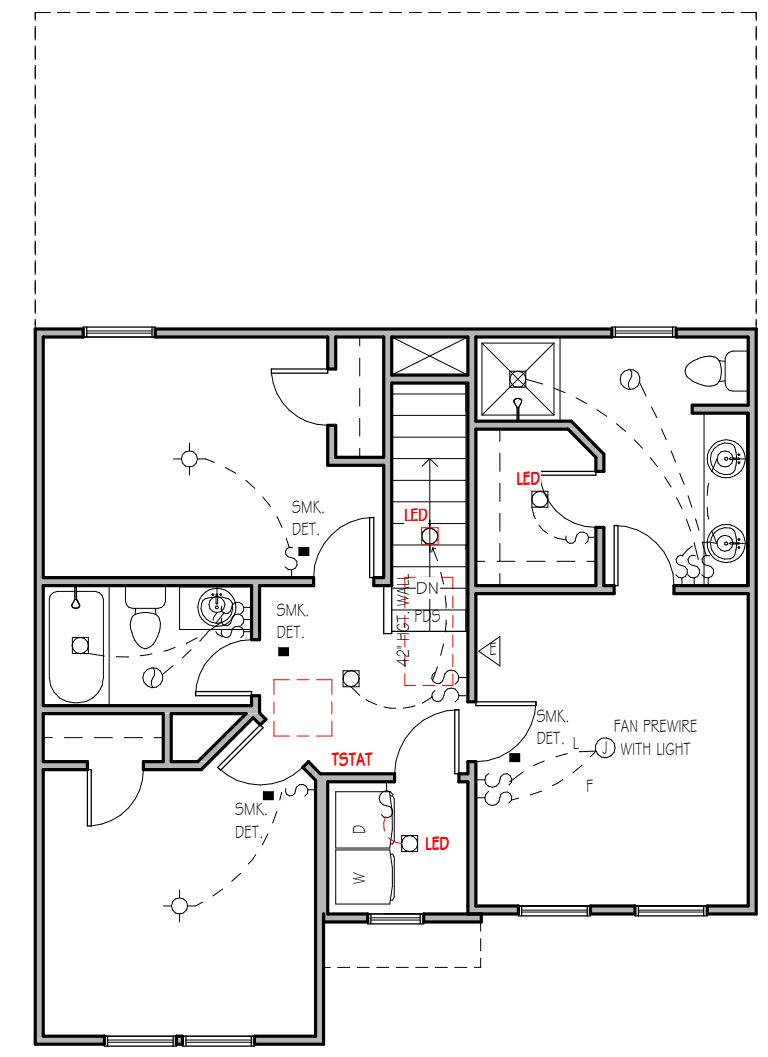 LED
SMK.
DET.
LED
DN
PDS
42" HGT. WALL
SMK.
DET.
E
SMK.
DET.
L
J
FAN PREWIRE
WITH LIGHT
F
TSTAT
SMK.
DET.
D
LED
W